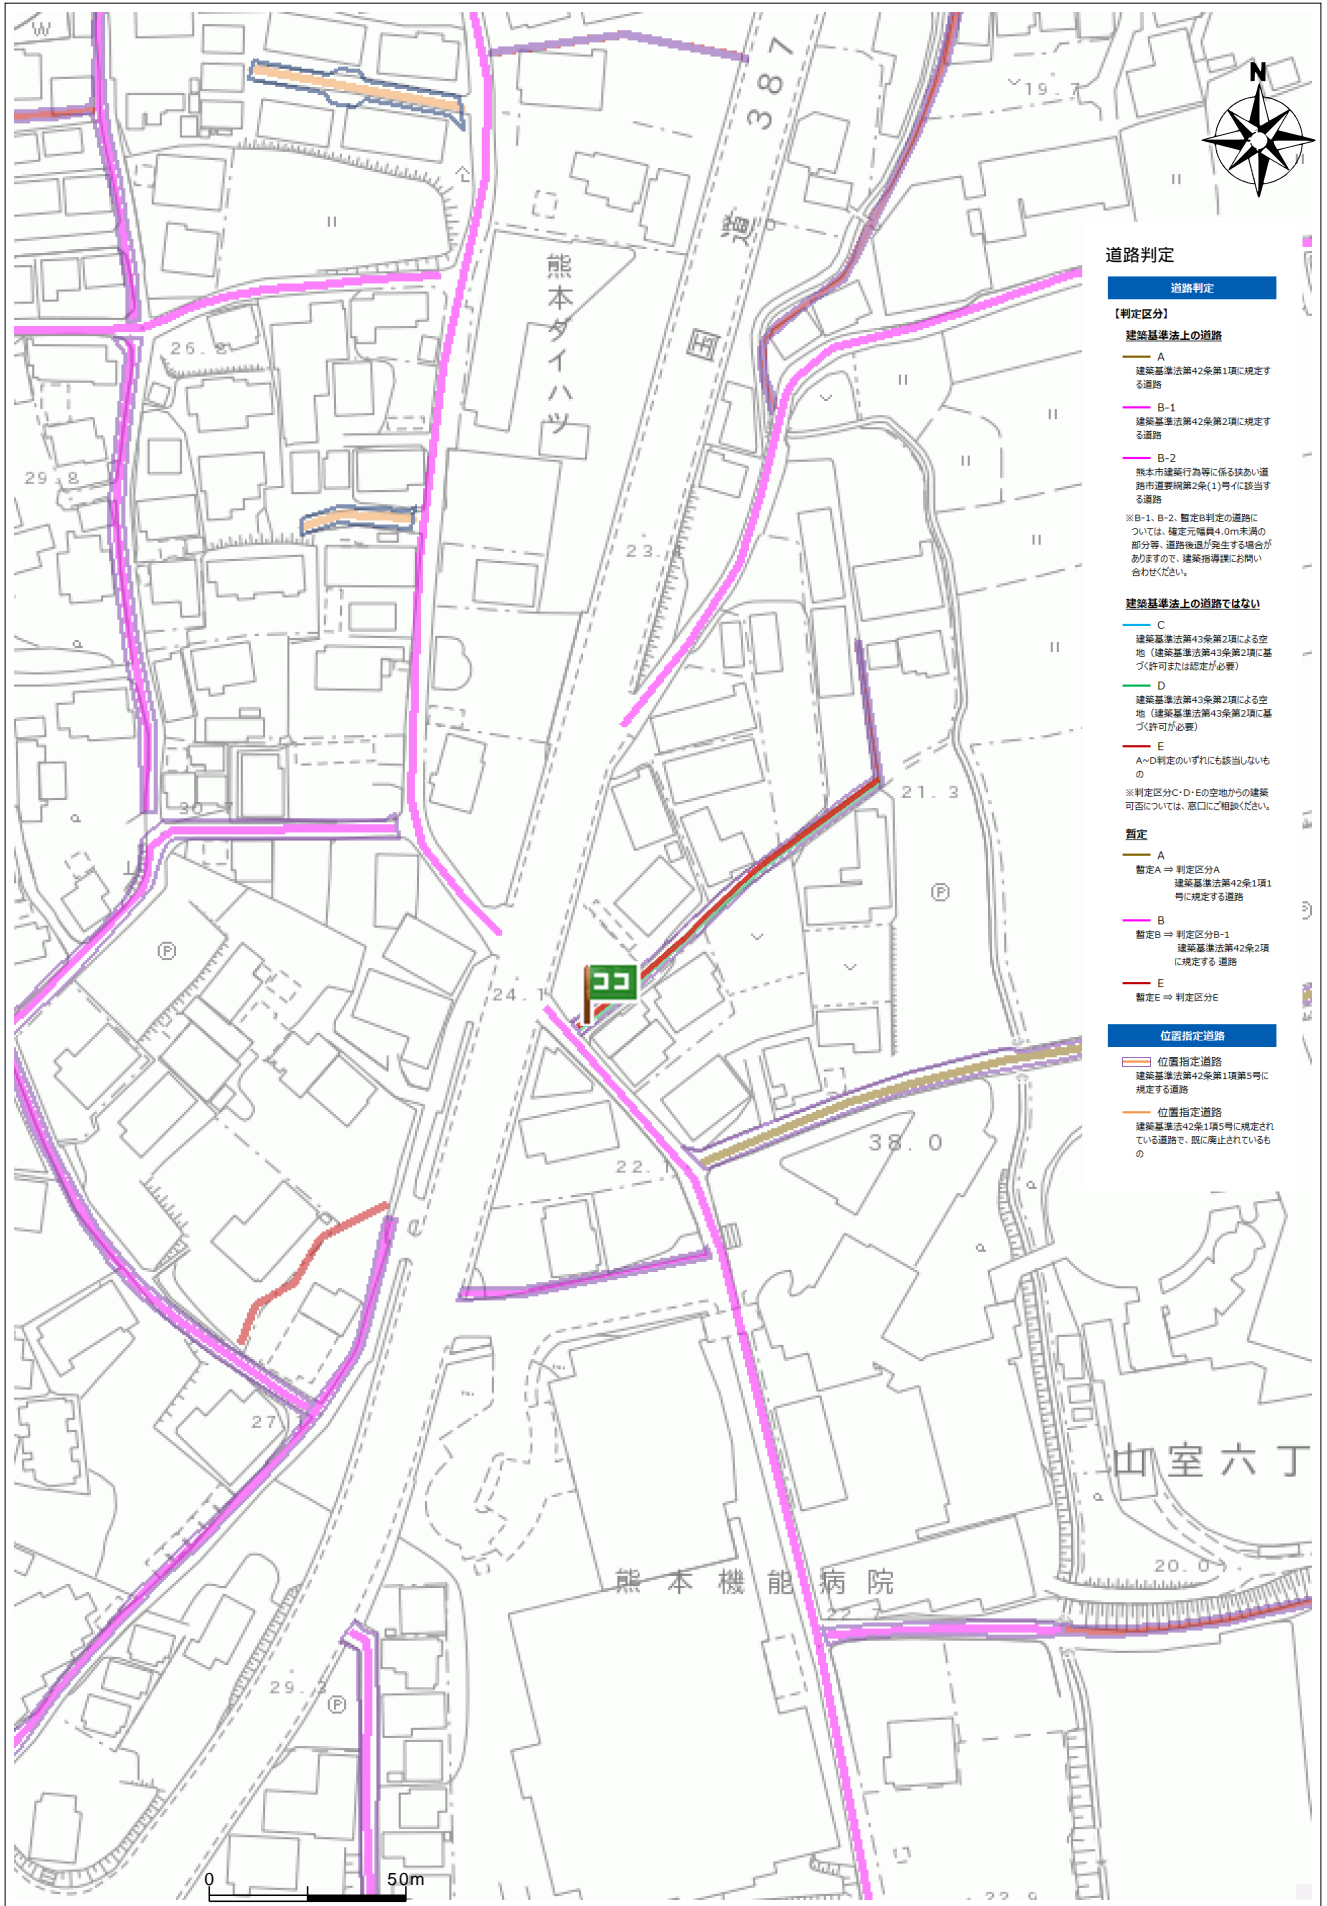 W
387
19.7
N
道
国
熊本ダイハツ
26.8
29.8
23.
30.7
21.3
P
P
P
ココ
24.1
38.0
22.1
27.
山室六丁
熊本機能病院
20.0
22.
29.3
P
22.9
0 50m
道路判定
道路判定
【判定区分】
建築基準法上の道路
A
建築基準法第42条第1項に規定す
る道路
B-1
建築基準法第42条第2項に規定す
る道路
B-2
熊本市建築行為等に係る狭あい道
路市道要綱第2条(1)号イに該当す
る道路
※B-1、B-2、暫定B判定の道路に
ついては、確定元幅員4.0m未満の
部分等、道路後退が発生する場合が
ありますので、建築指導課にお問い
合わせください。
建築基準法上の道路ではない
C
建築基準法第43条第2項による空
地（建築基準法第43条第2項に基
づく許可または認定が必要）
D
建築基準法第43条第2項による空
地（建築基準法第43条第2項に基
づく許可が必要）
E
A~D判定のいずれにも該当しないも
の
※判定区分C・D・Eの空地からの建築
可否については、窓口にご相談ください。
暫定
A
暫定A ⇒ 判定区分A
建築基準法第42条1項1
号に規定する道路
B
暫定B ⇒ 判定区分B-1
建築基準法第42条2項
に規定する 道路
E
暫定E ⇒ 判定区分E
位置指定道路
位置指定道路
建築基準法第42条第1項第5号に
規定する道路
位置指定道路
建築基準法42条1項5号に規定され
ている道路で、既に廃止されているも
の